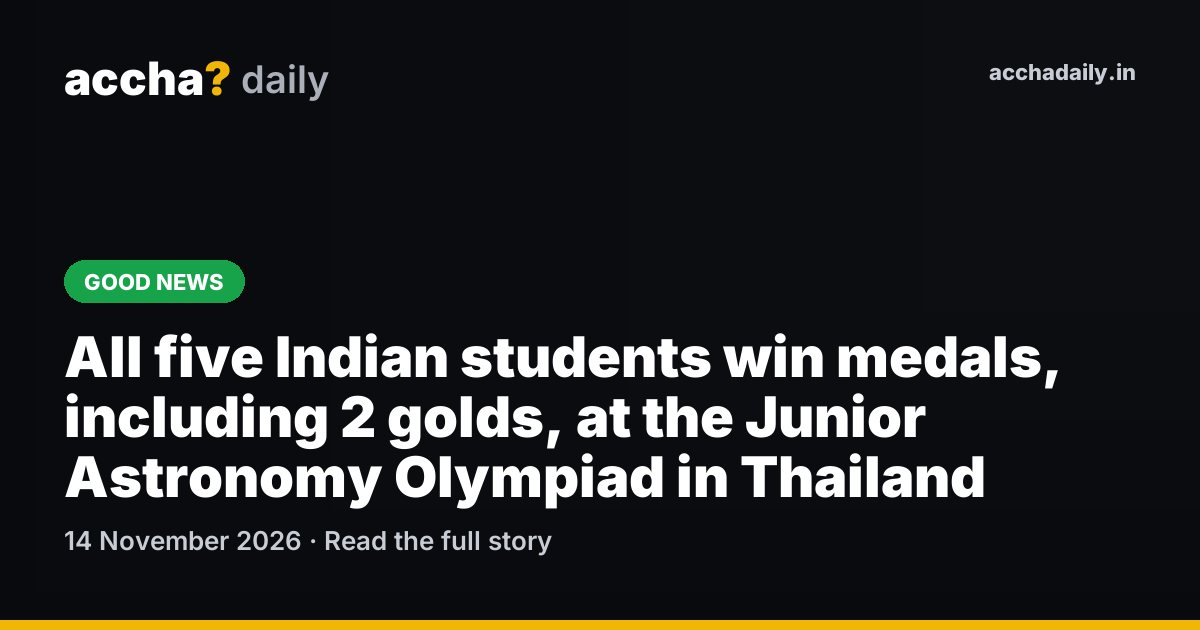 accha? daily
acchadaily.in
GOOD NEWS
All five Indian students win medals,
including 2 golds, at the Junior
Astronomy Olympiad in Thailand
14 November 2026 · Read the full story